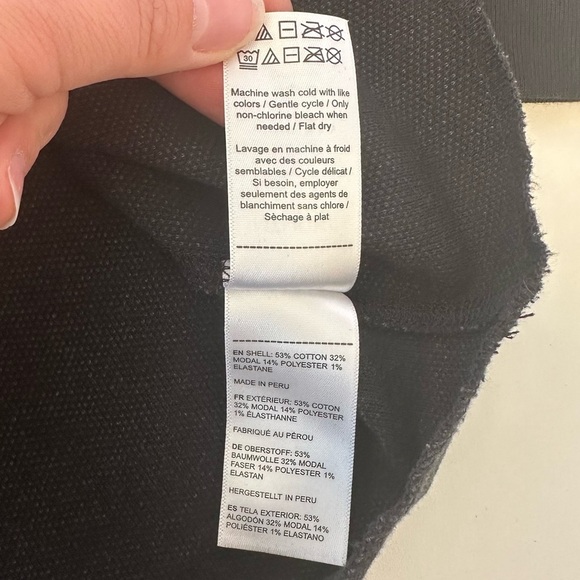 30
Machine wash cold with like
colors / Gentle cycle / Only
non-chlorine bleach when
needed / Flat dry
Lavage en machine à froid
avec des couleurs
semblables / Cycle délicat /
Si besoin, employer
seulement des agents de
blanchiment sans chlore /
Sèchage à plat
EN SHELL: 53% COTTON 32%
MODAL 14% POLYESTER 1%
ELASTANE
MADE IN PERU
FR EXTÉRIEUR: 53% COTON
32% MODAL 14% POLYESTER
1% ÉLASTHANNE
FABRIQUÉ AU PÉROU
DE OBERSTOFF: 53%
BAUMWOLLE 32% MODAL
FASER 14% POLYESTER 1%
ELASTAN
HERGESTELLT IN PERU
ES TELA EXTERIOR: 53%
ALGODÓN 32% MODAL 14%
POLIÉSTER 1% ELASTANO